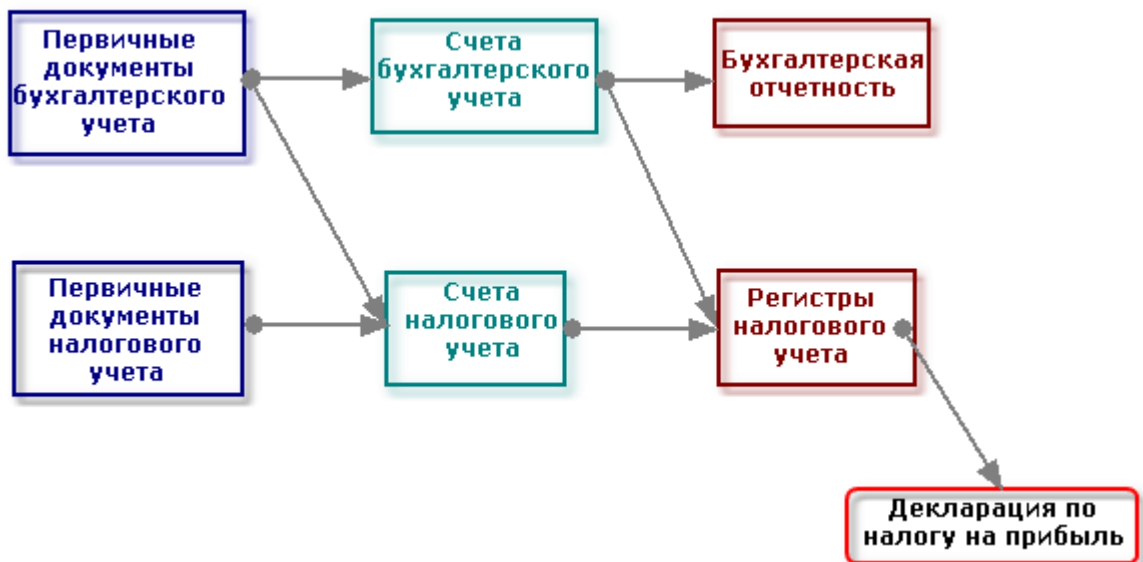 Первичные
документы
бухгалтерского
учета
Счета
бухгалтерского
учета
Бухгалтерская
отчетность
Первичные
документы
налогового
учета
Счета
налогового
учета
Регистры
налогового
учета
Декларация по
налогу на прибыль